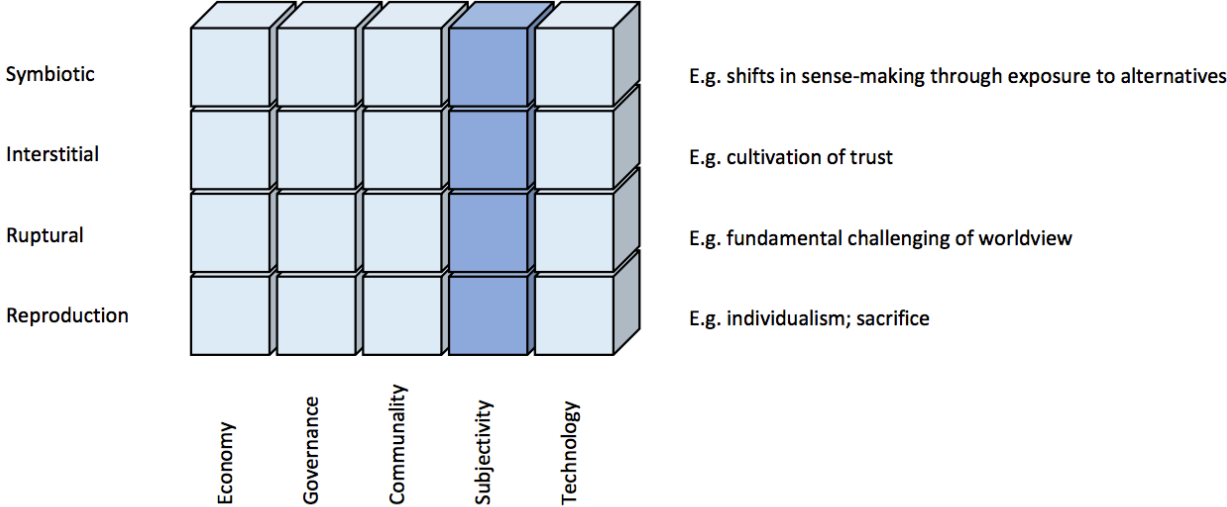 Symbiotic
E.g. shifts in sense-making through exposure to alternatives
Interstitial
E.g. cultivation of trust
Ruptural
E.g. fundamental challenging of worldview
Reproduction
E.g. individualism; sacrifice
Economy
Governance
Communality
Subjectivity
Technology